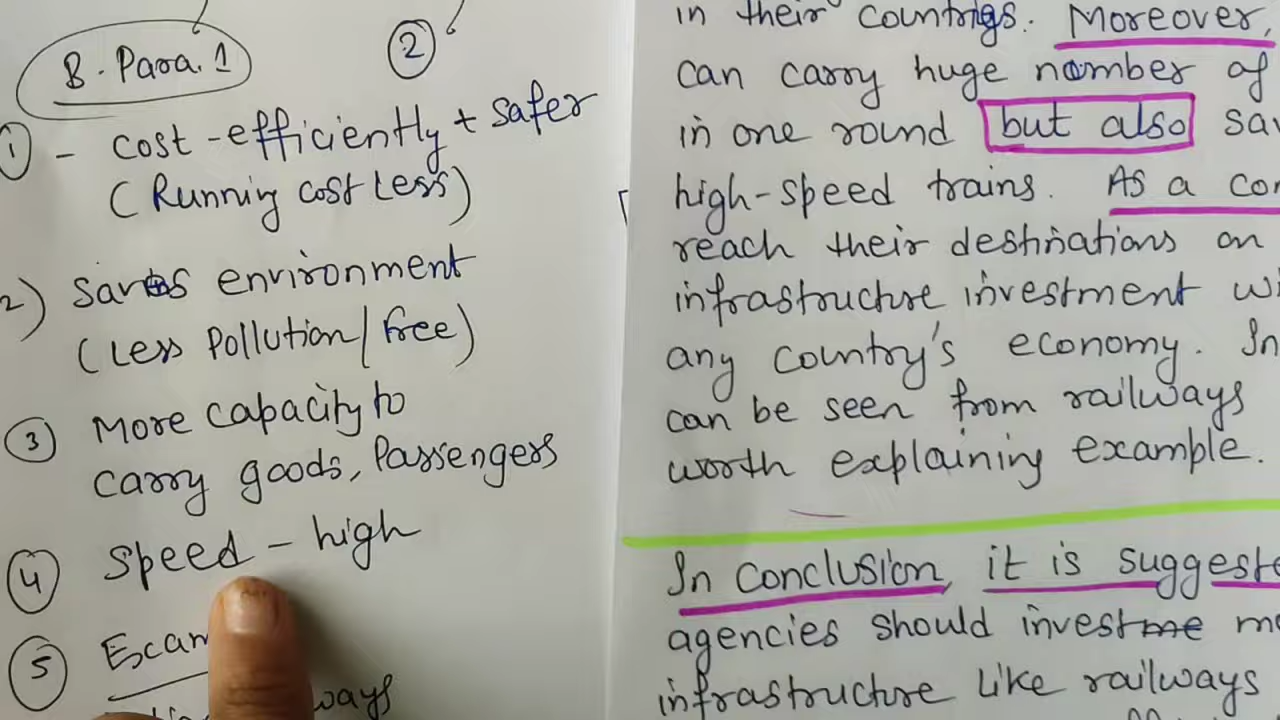 B. Para. 1
2
1 - cost-efficiently + safer
(Running cost Less)
2) saves environment
(Less Pollution / free)
3 More capacity to
carry goods, Passengers
4 speed - high
5
ways
in their countries. Moreover,
can carry huge number of
in one round but also
high-speed trains. As a
reach their destinations on
infrastructure investment
any country's economy. In
can be seen from railways
worth explaining example.
In conclusion, it is
agencies should invest
infrastructure like railways